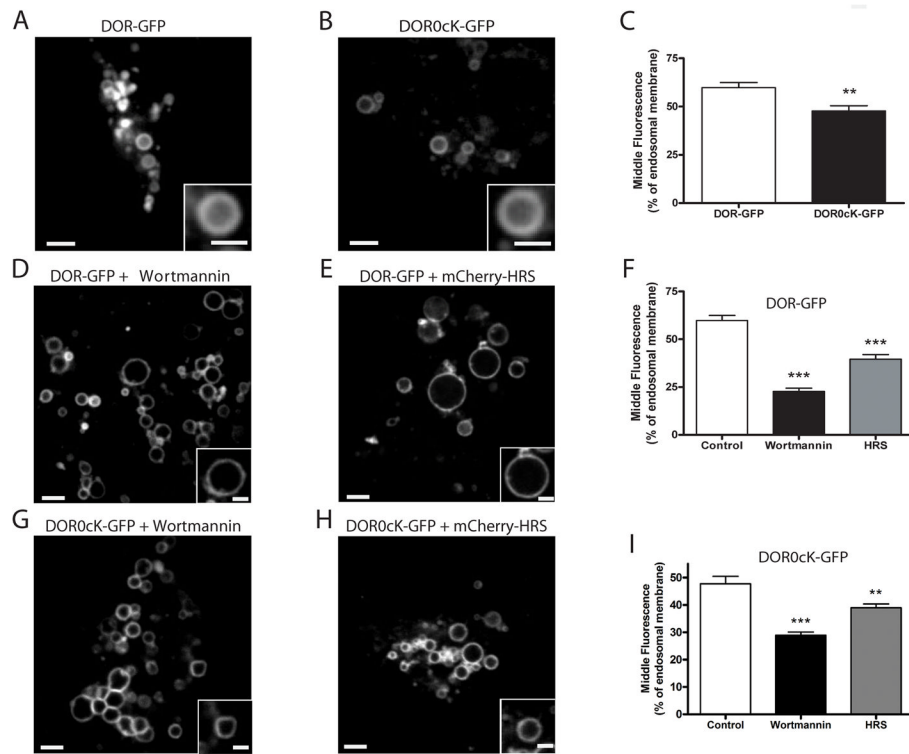 A
DOR-GFP
B
DOR0cK-GFP
C
Middle Fluorescence
(% of endosomal membrane)
75
50
25
0
**
DOR-GFP
DOR0cK-GFP
D
DOR-GFP + Wortmannin
E
DOR-GFP + mCherry-HRS
F
DOR-GFP
Middle Fluorescence
(% of endosomal membrane)
75
50
25
0
***
***
Control
Wortmannin
HRS
G
DOR0cK-GFP + Wortmannin
H
DOR0cK-GFP + mCherry-HRS
I
DOR0cK-GFP
Middle Fluorescence
(% of endosomal membrane)
50
40
30
20
10
0
***
**
Control
Wortmannin
HRS